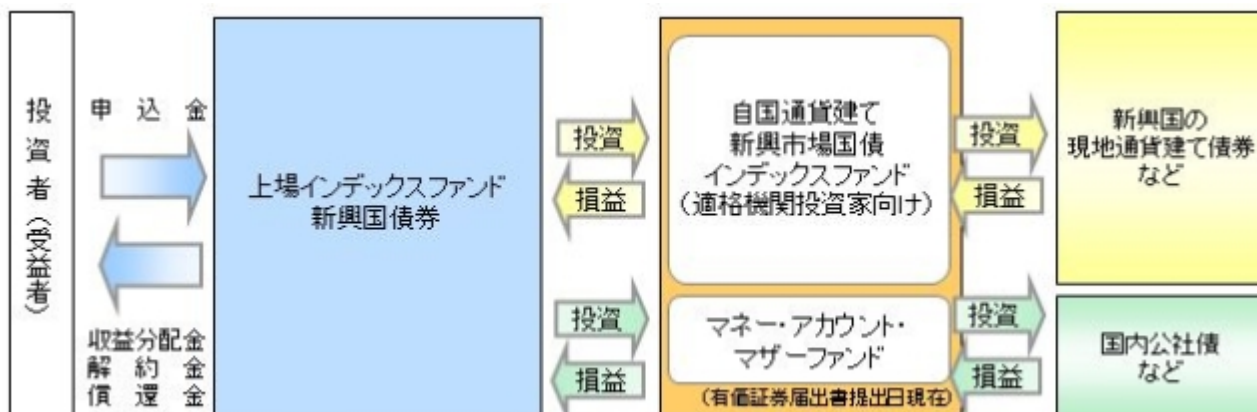 投資者(受益者)
申込金
収益分配金
解約金
償還金
上場インデックスファンド
新興国債券
投資
損益
投資
損益
自国通貨建て
新興市場国債
インデックスファンド
(適格機関投資家向け)
マネー・アカウント・
マザーファンド
(有価証券届出書提出日現在)
投資
損益
投資
損益
新興国の
現地通貨建て債券
など
国内公社債
など